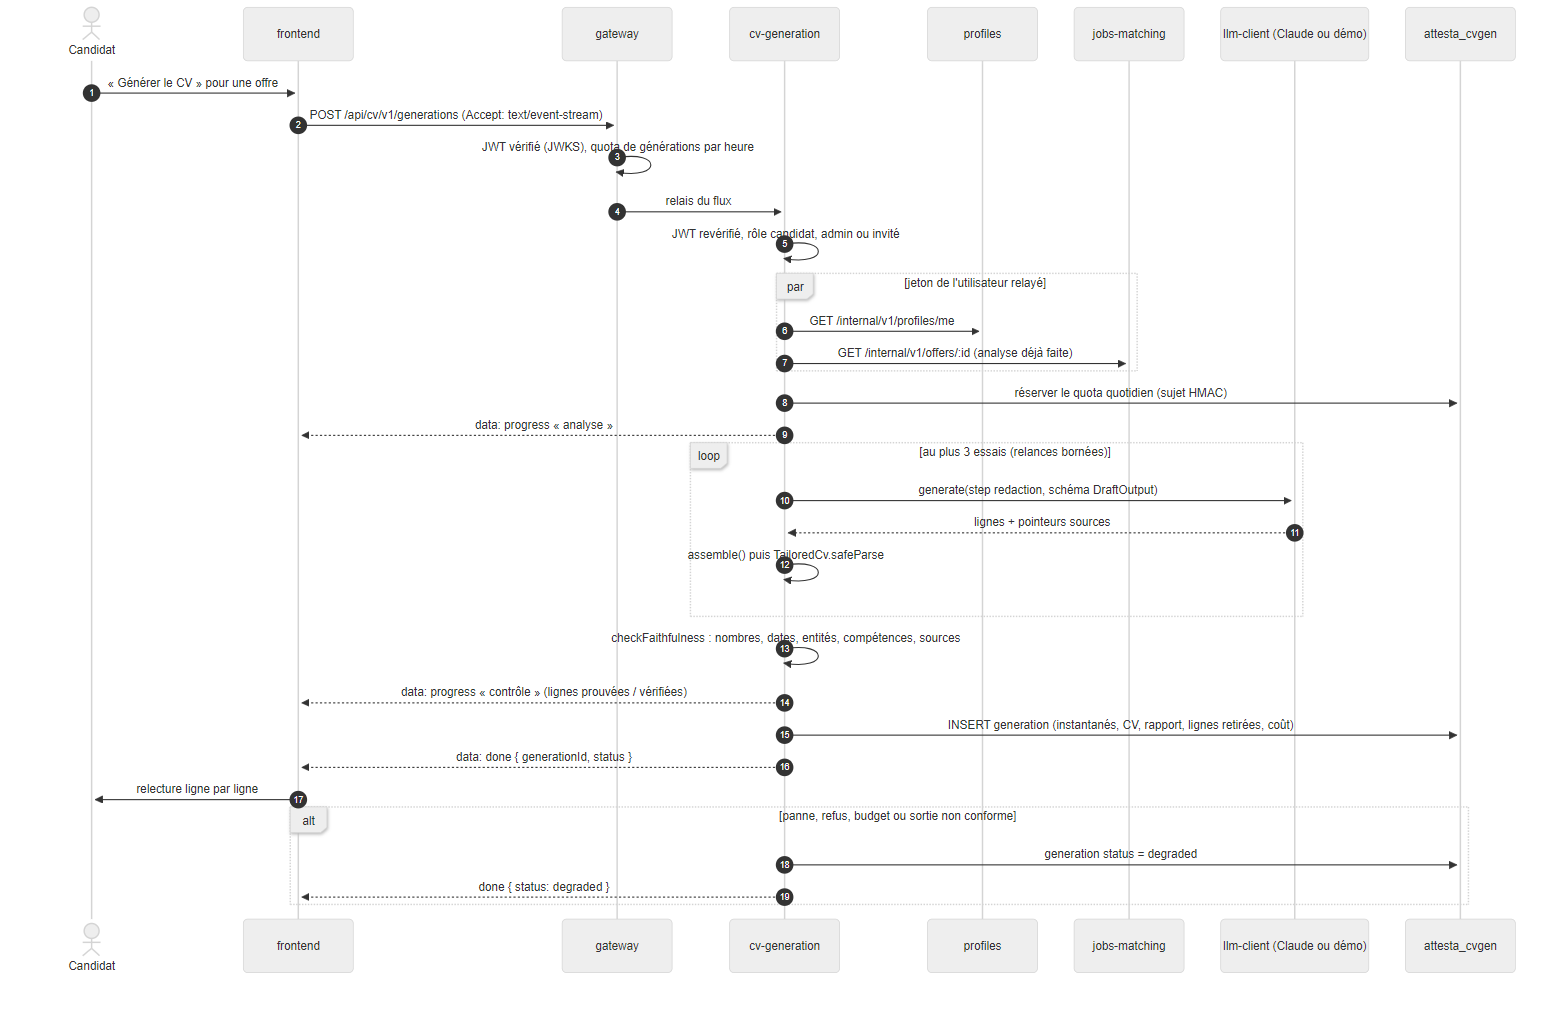 Candidat
frontend
gateway
cv-generation
profiles
jobs-matching
llm-client (Claude ou démo)
attesta_cvgen
1
« Générer le CV » pour une offre
2
POST /api/cv/v1/generations (Accept: text/event-stream)
JWT vérifié (JWKS), quota de générations par heure
3
4
relais du flux
JWT revérifié, rôle candidat, admin ou invité
5
par
[jeton de l'utilisateur relayé]
6
GET /internal/v1/profiles/me
7
GET /internal/v1/offers/:id (analyse déjà faite)
8
réserver le quota quotidien (sujet HMAC)
data: progress « analyse »
9
loop
[au plus 3 essais (relances bornées)]
10
generate(step redaction, schéma DraftOutput)
lignes + pointeurs sources
11
assemble() puis TailoredCv.safeParse
12
checkFaithfulness : nombres, dates, entités, compétences, sources
13
data: progress « contrôle » (lignes prouvées / vérifiées)
14
15
INSERT generation (instantanés, CV, rapport, lignes retirées, coût)
data: done { generationId, status }
16
relecture ligne par ligne
17
alt
[panne, refus, budget ou sortie non conforme]
18
generation status = degraded
done { status: degraded }
19
Candidat
frontend
gateway
cv-generation
profiles
jobs-matching
llm-client (Claude ou démo)
attesta_cvgen